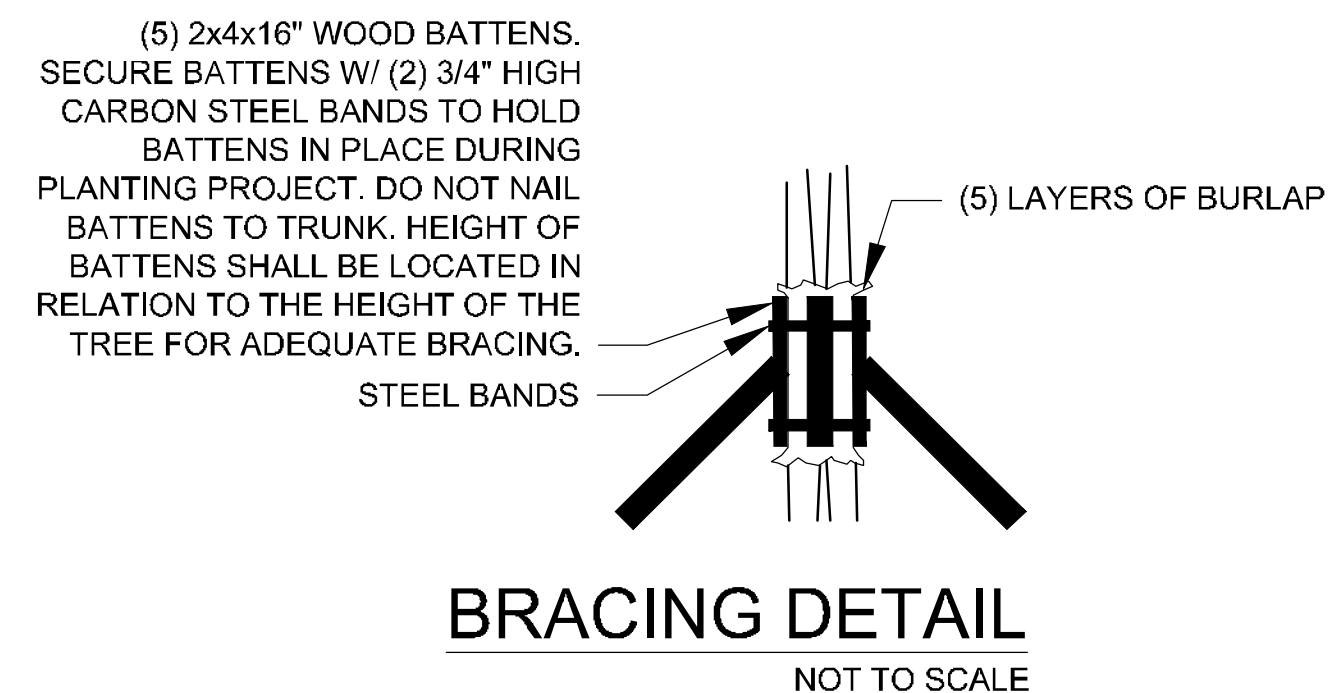 (5) 2x4x16" WOOD BATTENS.
SECURE BATTENS W/ (2) 3/4" HIGH
CARBON STEEL BANDS TO HOLD
BATTENS IN PLACE DURING
PLANTING PROJECT. DO NOT NAIL
BATTENS TO TRUNK. HEIGHT OF
BATTENS SHALL BE LOCATED IN
RELATION TO THE HEIGHT OF THE
TREE FOR ADEQUATE BRACING.
STEEL BANDS
(5) LAYERS OF BURLAP
BRACING DETAIL
NOT TO SCALE